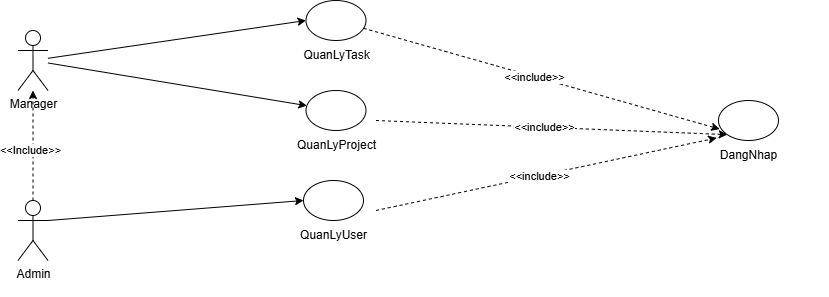 QuanLyTask
<<include>>
Manager
<<Include>>
QuanLyProject
<<include>>
DangNhap
<<include>>
QuanLyUser
Admin